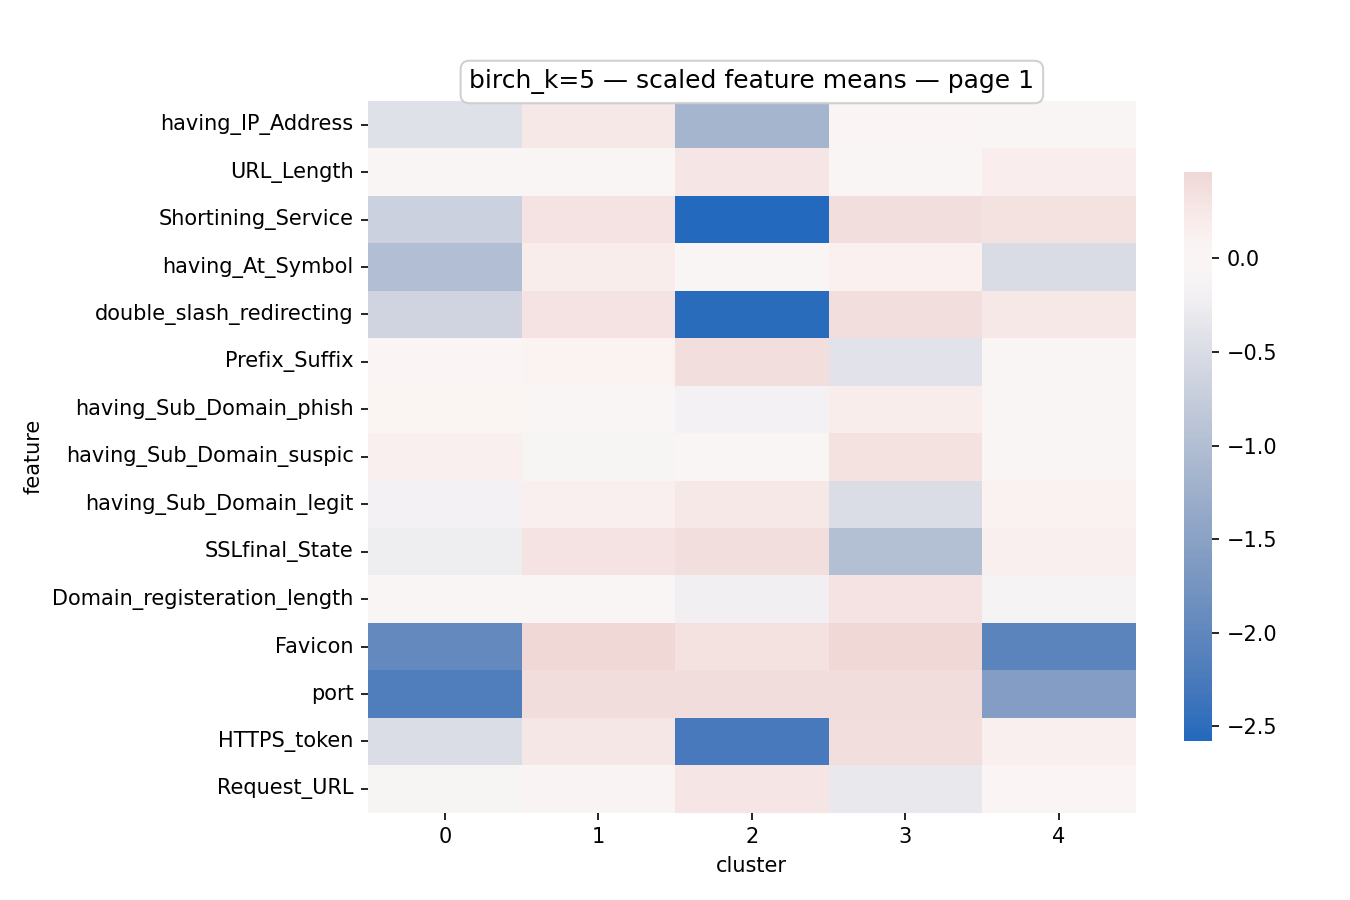 birch_k=5 — scaled feature means — page 1
having_IP_Address
URL_Length
Shortining_Service
having_At_Symbol
double_slash_redirecting
Prefix_Suffix
having_Sub_Domain_phish
having_Sub_Domain_suspic
having_Sub_Domain_legit
SSLfinal_State
Domain_registeration_length
Favicon
port
HTTPS_token
Request_URL
feature
0 1 2 3 4
cluster
0.0
−0.5
−1.0
−1.5
−2.0
−2.5